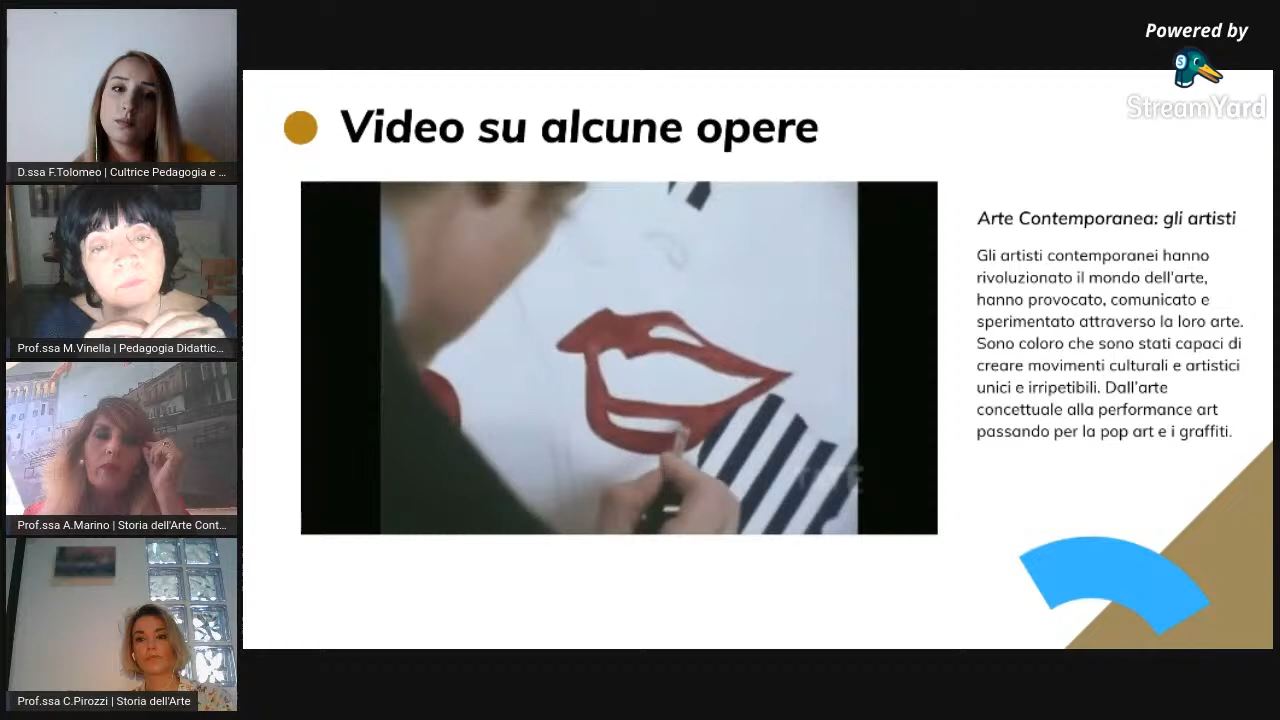 Powered by
StreamYard
D.ssa F.Tolomeo | Cultrice Pedagogia e ...
Prof.ssa M.Vinella | Pedagogia Didattic...
Prof.ssa A.Marino | Storia dell'Arte Cont...
Prof.ssa C.Pirozzi | Storia dell'Arte
Video su alcune opere
Arte Contemporanea: gli artisti
Gli artisti contemporanei hanno
rivoluzionato il mondo dell'arte,
hanno provocato, comunicato e
sperimentato attraverso la loro arte.
Sono coloro che sono stati capaci di
creare movimenti culturali e artistici
unici e irripetibili. Dall'arte
concettuale alla performance art
passando per la pop art e i graffiti.